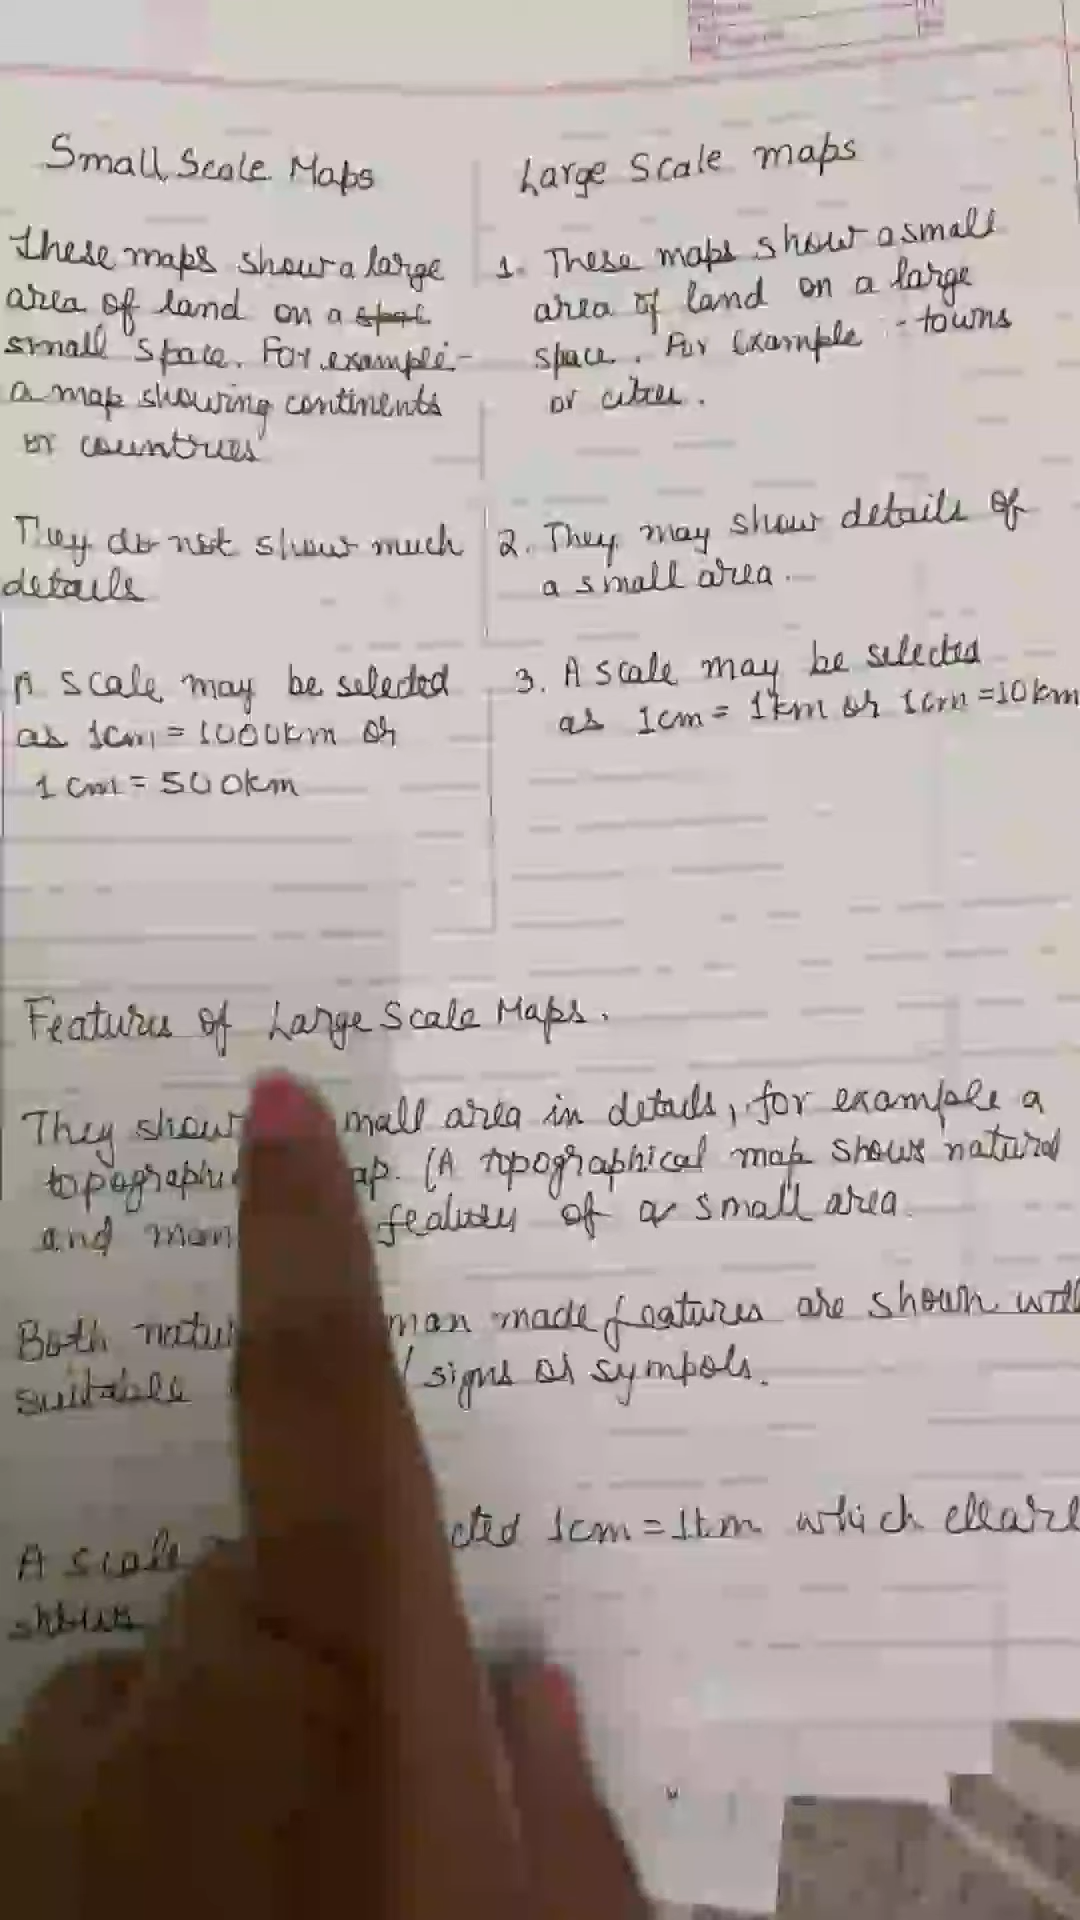 Small Scale Maps
These maps show a large
area of land on a
small space. For example -
a map showing continents
or countries
They do not show much
details
A scale may be selected
as 1cm = 1000km or
1 cm = 500km
Large Scale maps
1. These maps show a small
area of land on a large
space. For Example - towns
or cities.
2. They may show details of
a small area.
3. A scale may be selected
as 1cm = 1km or 1cm = 10km
Features of Large Scale Maps.
They show mall area in details, for example a
ap. (A topographical map shows natural
and man features of a small area.
Both man made features are shown with
suitable / signs or symbols.
A scale cted 1cm = 1km which
shows